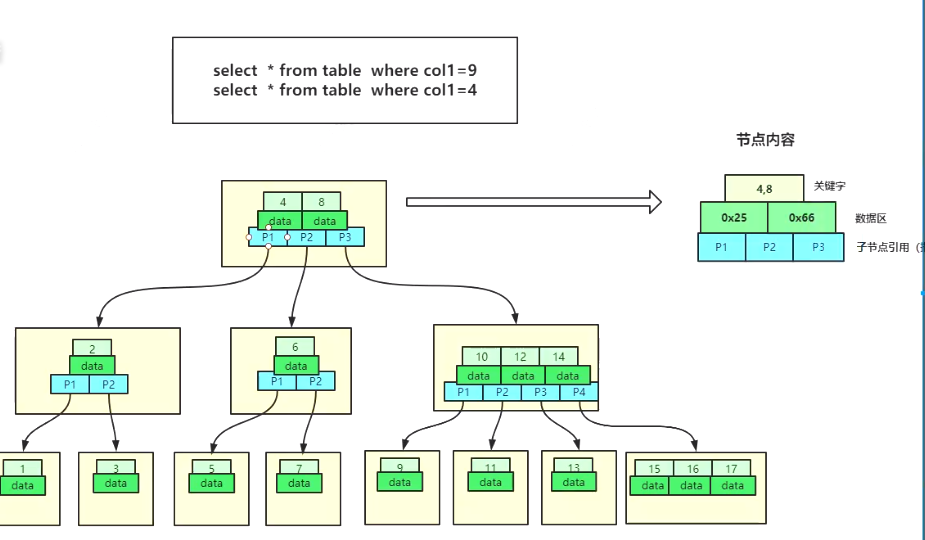 select * from table where col1=9
select * from table where col1=4
节点内容
4 8
data data
P1 P2 P3
4,8 关键字
0x25 0x66 数据区
P1 P2 P3 子节点引用（
2
data
P1 P2
6
data
P1 P2
10 12 14
data data data
P1 P2 P3 P4
1
data
3
data
5
data
7
data
9
data
11
data
13
data
15 16 17
data data data